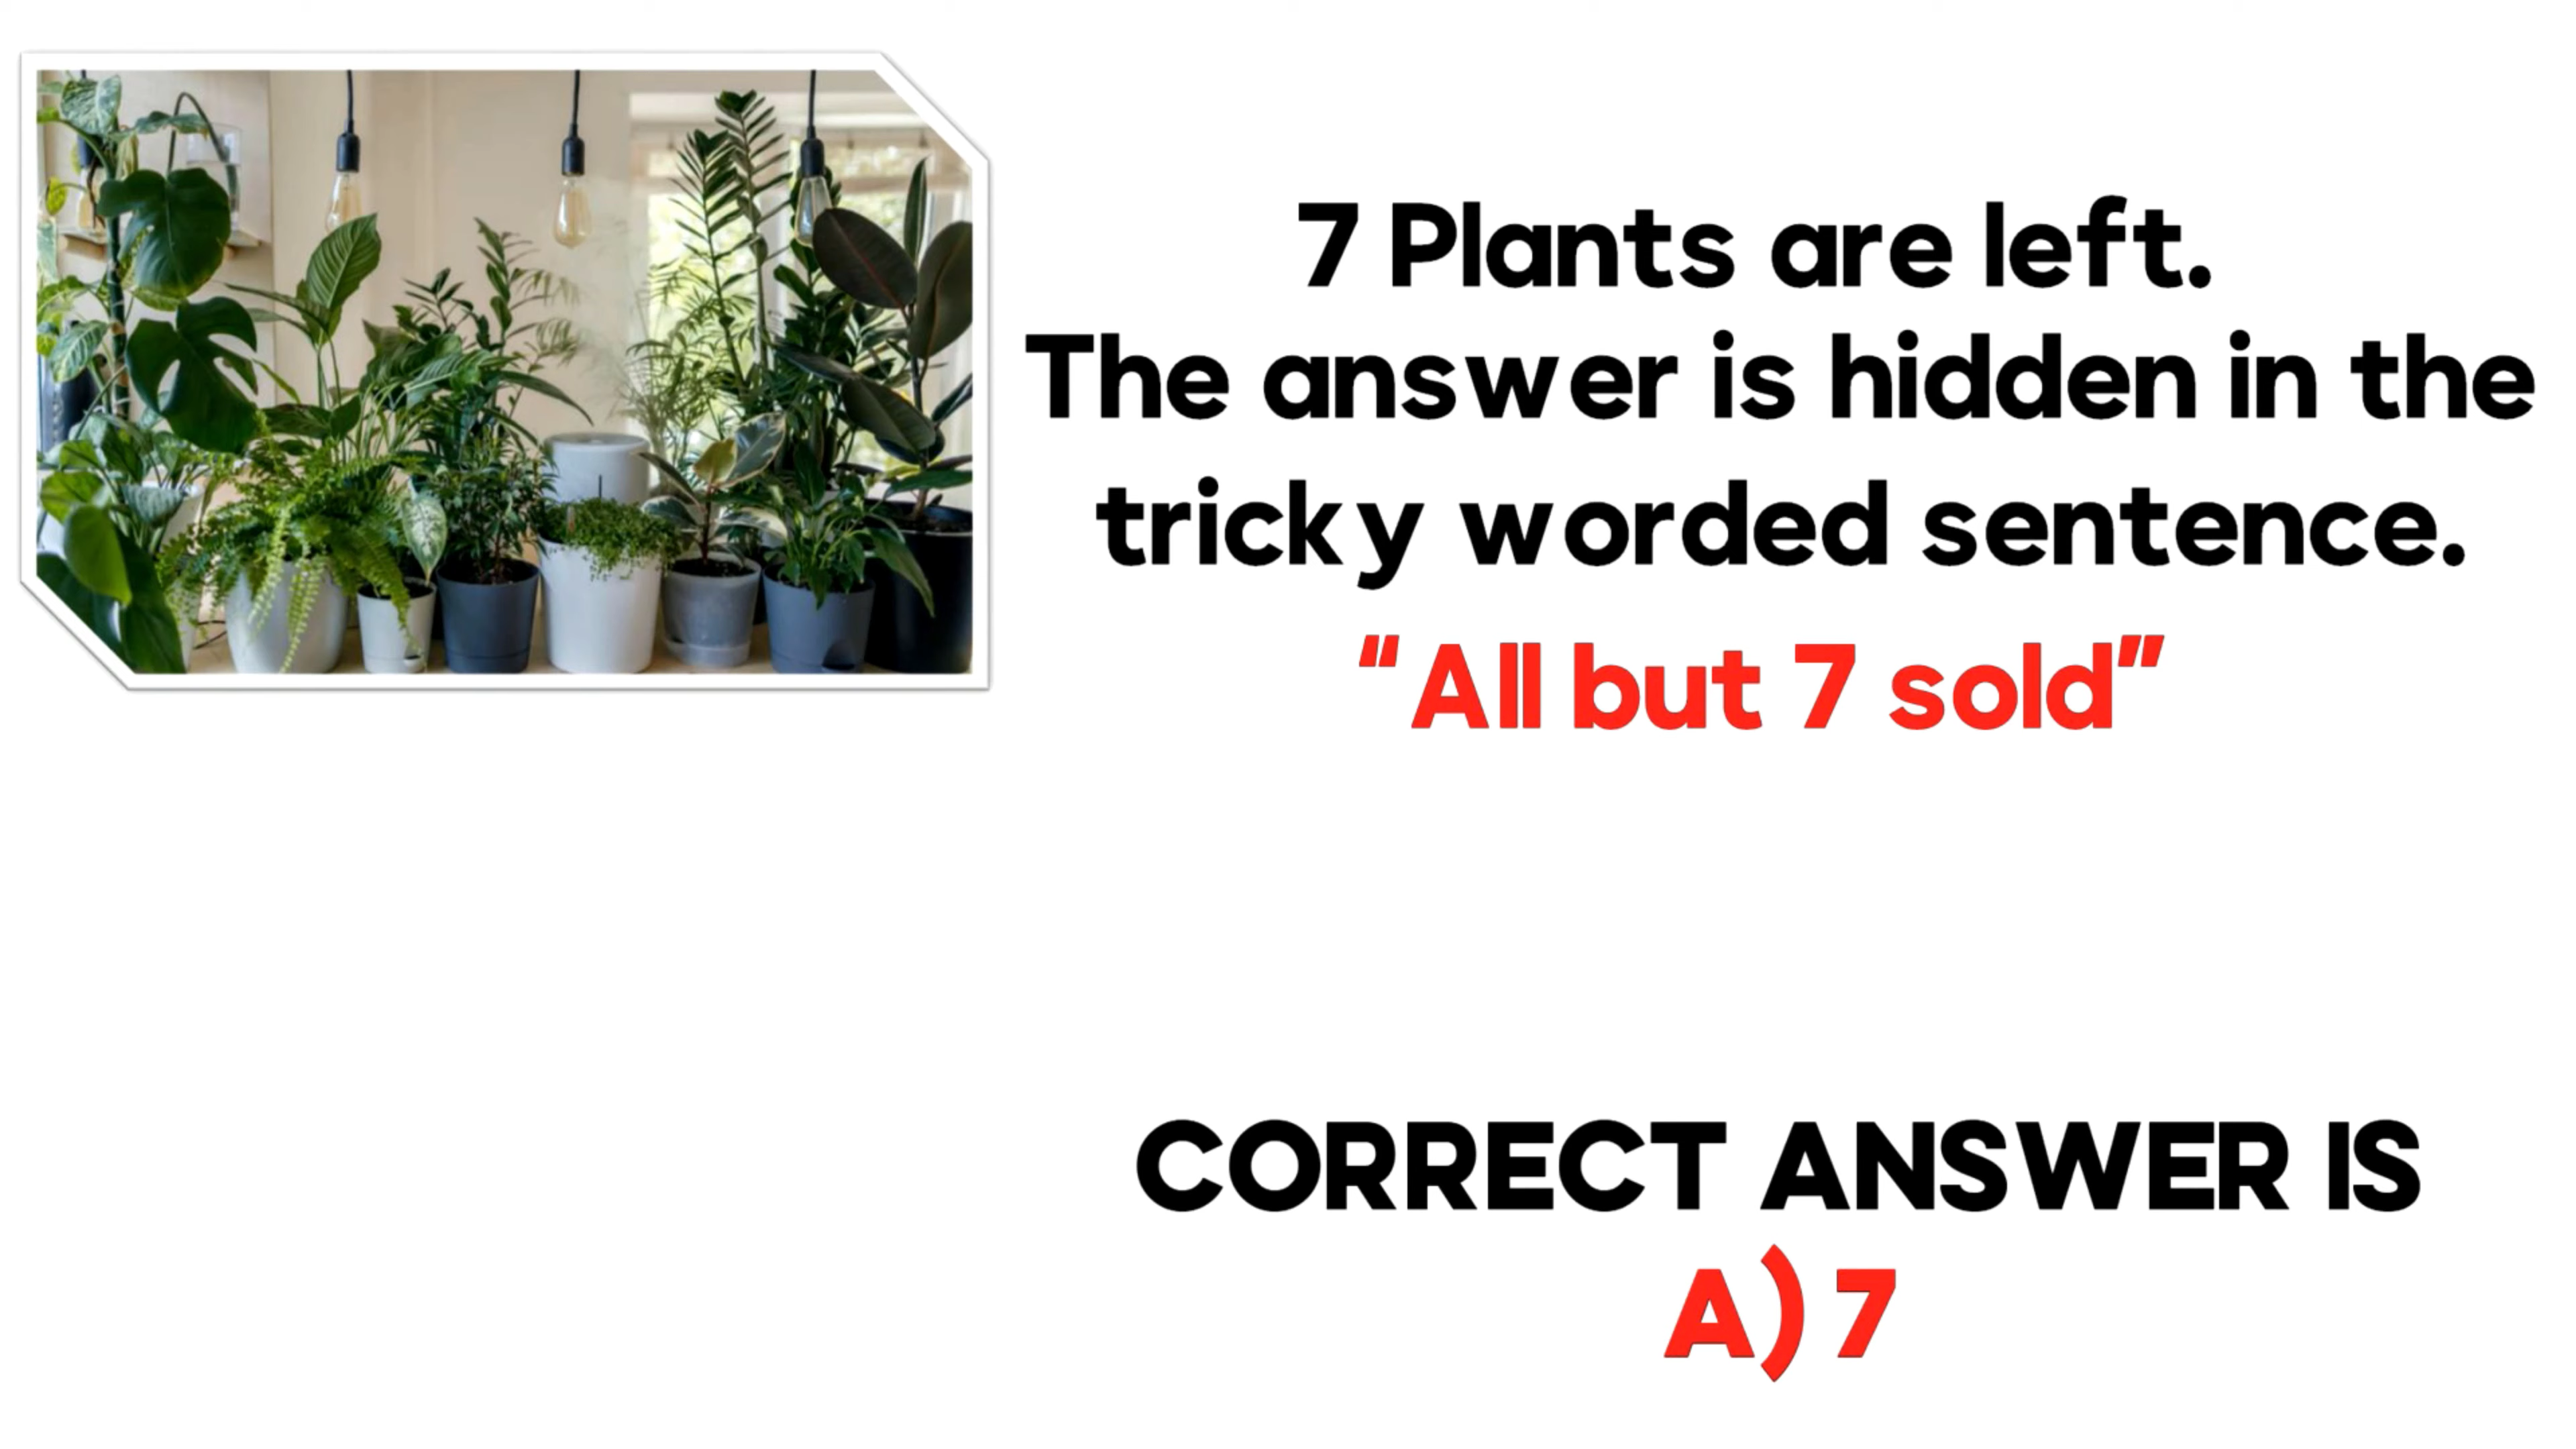 7 Plants are left.
The answer is hidden in the
tricky worded sentence.
"All but 7 sold"
CORRECT ANSWER IS
A) 7